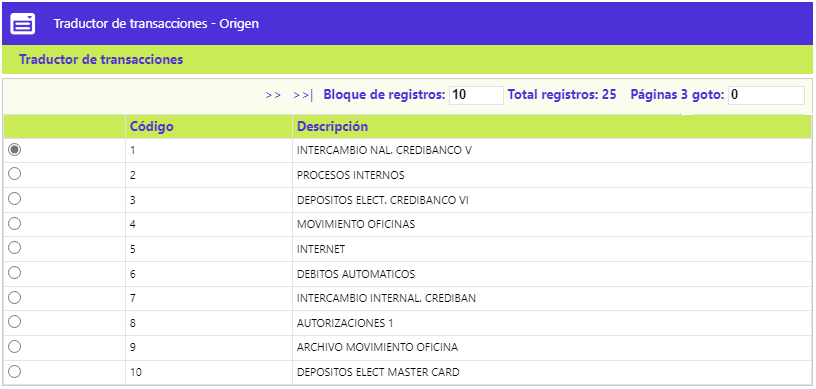 Traductor de transacciones - Origen
Traductor de transacciones
>> >>| Bloque de registros: 10 Total registros: 25 Páginas 3 goto: 0
Código Descripción
1 INTERCAMBIO NAL. CREDIBANCO V
2 PROCESOS INTERNOS
3 DEPOSITOS ELECT. CREDIBANCO VI
4 MOVIMIENTO OFICINAS
5 INTERNET
6 DEBITOS AUTOMATICOS
7 INTERCAMBIO INTERNAL. CREDIBAN
8 AUTORIZACIONES 1
9 ARCHIVO MOVIMIENTO OFICINA
10 DEPOSITOS ELECT MASTER CARD